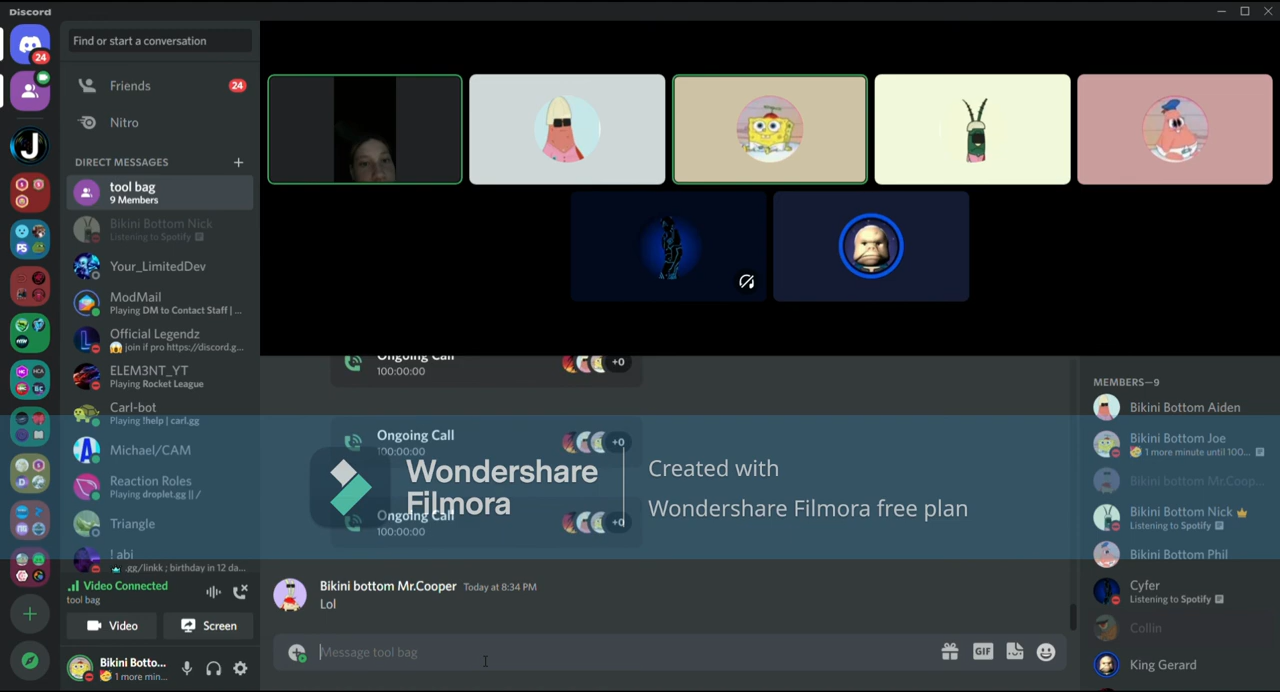 Discord
Find or start a conversation
24
Friends
24
Nitro
DIRECT MESSAGES
tool bag
9 Members
Bikini Bottom Nick
Listening to Spotify
Your_LimitedDev
ModMail
Playing DM to Contact Staff | ...
Official Legendz
😱 join if pro https://discord.g...
ELEM3NT_YT
Playing Rocket League
Carl-bot
Playing !help | carl.gg
Michael/CAM
Reaction Roles
Playing droplet.gg || /
Triangle
! abi
.gg/linkk ; birthday in 12 da...
Video Connected
tool bag
Video
Screen
Bikini Botto...
1 more min...
Ongoing Call
100:00:00
+0
Ongoing Call
100:00:00
+0
Ongoing Call
100:00:00
+0
Wondershare
Filmora
Created with
Wondershare Filmora free plan
Bikini bottom Mr.Cooper Today at 8:34 PM
Lol
Message tool bag
GIF
MEMBERS—9
Bikini Bottom Aiden
Bikini Bottom Joe
1 more minute until 100...
Bikini bottom Mr.Coop...
Bikini Bottom Nick
Listening to Spotify
Bikini Bottom Phil
Cyfer
Listening to Spotify
Collin
King Gerard